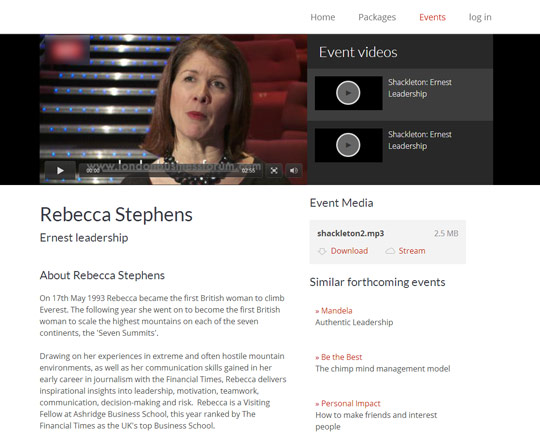 Home Packages Events log in
Event videos
Shackleton: Ernest
Leadership
Shackleton: Ernest
Leadership
00:00 02:55
Rebecca Stephens
Ernest leadership
About Rebecca Stephens
On 17th May 1993 Rebecca became the first British woman to climb
Everest. The following year she went on to become the first British
woman to scale the highest mountains on each of the seven
continents, the 'Seven Summits'.
Drawing on her experiences in extreme and often hostile mountain
environments, as well as her communication skills gained in her
early career in journalism with the Financial Times, Rebecca delivers
inspirational insights into leadership, motivation, teamwork,
communication, decision-making and risk. Rebecca is a Visiting
Fellow at Ashridge Business School, this year ranked by The
Financial Times as the UK's top Business School.
Event Media
shackleton2.mp3 2.5 MB
Download Stream
Similar forthcoming events
» Mandela
Authentic Leadership
» Be the Best
The chimp mind management model
» Personal Impact
How to make friends and interest
people